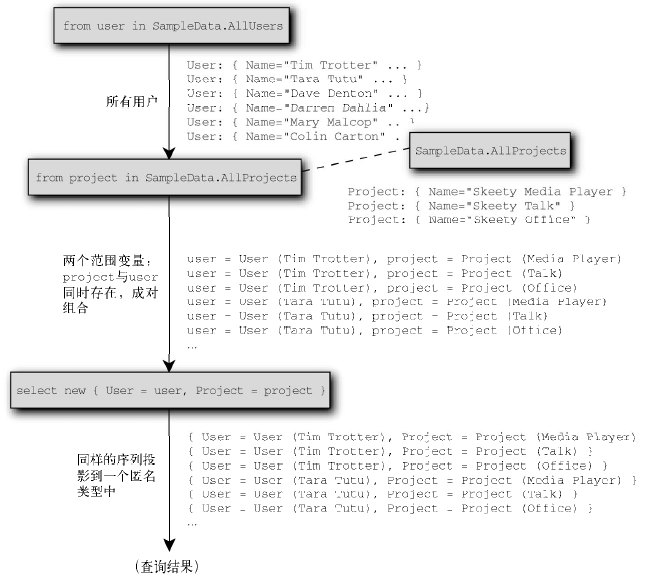 from user in SampleData.AllUsers
User: { Name="Tim Trotter" ... }
User: { Name="Tara Tutu" ... }
User: { Name="Dave Denton" ... }
User: { Name="Darren Dahlia" ...}
User: { Name="Mary Malcop" .. }
User: { Name="Colin Carton" .
所有用户
SampleData.AllProjects
from project in SampleData.AllProjects
Project: { Name="Skeety Media Player }
Project: { Name="Skeety Talk" }
Project: { Name="Skeety Office" }
两个范围变量：
project与user
同时存在，成对
组合
user = User (Tim Trotter), project = Project (Media Player)
user = User (Tim Trotter), project = Project (Talk)
user = User (Tim Trotter), project = Project (Office)
user = User (Tara Tutu), project = Project (Media Player)
user = User (Tara Tutu), project = Project (Talk)
user = User (Tara Tutu), project = Project (Office)
...
select new { User = user, Project = project }
同样的序列投
影到一个匿名
类型中
{ User = User (Tim Trotter), Project = Project (Media Player)
{ User = User (Tim Trotter), Project = Project (Talk) }
{ User = User (Tim Trotter), Project = Project (Office) }
{ User = User (Tara Tutu), Project = Project (Media Player) }
{ User = User (Tara Tutu), Project = Project (Talk) }
{ User = User (Tara Tutu), Project = Project (Office) }
...
(查询结果)